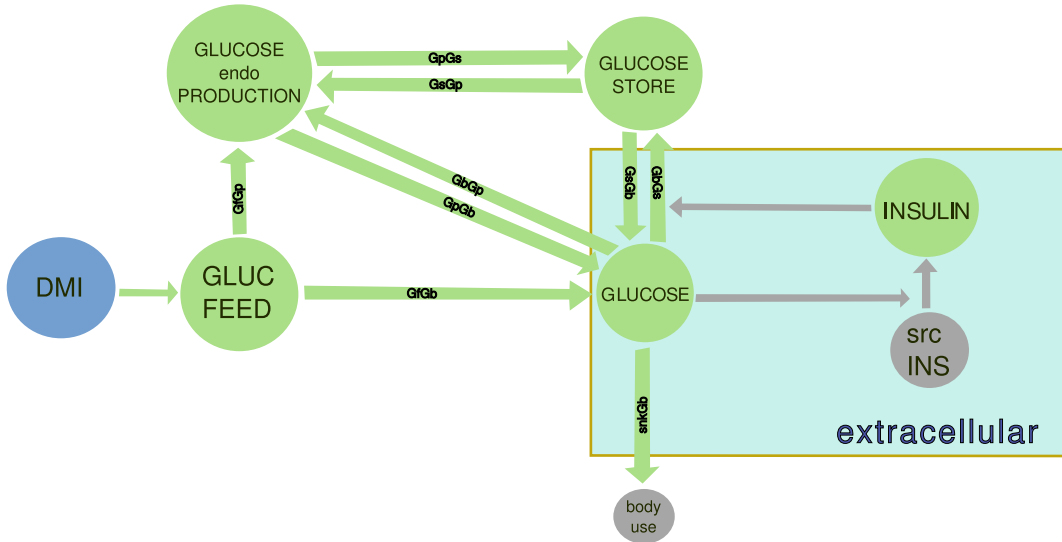 GLUCOSE
endo
PRODUCTION
GpGs
GsGp
GLUCOSE
STORE
GfGp
GbGp
GpGb
GsGb
GbGs
INSULIN
DMI
GLUC
FEED
GfGb
GLUCOSE
src
INS
snkGb
extracellular
body
use